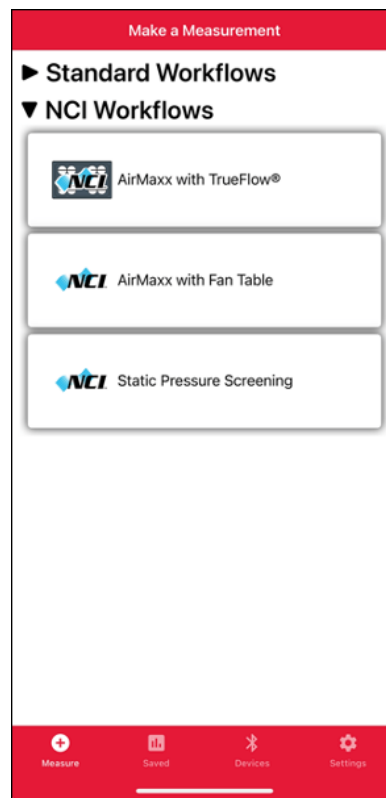 Make a Measurement
Standard Workflows
NCI Workflows
NCI AirMaxx with TrueFlow®
NCI AirMaxx with Fan Table
NCI Static Pressure Screening
Measure Saved Devices Settings